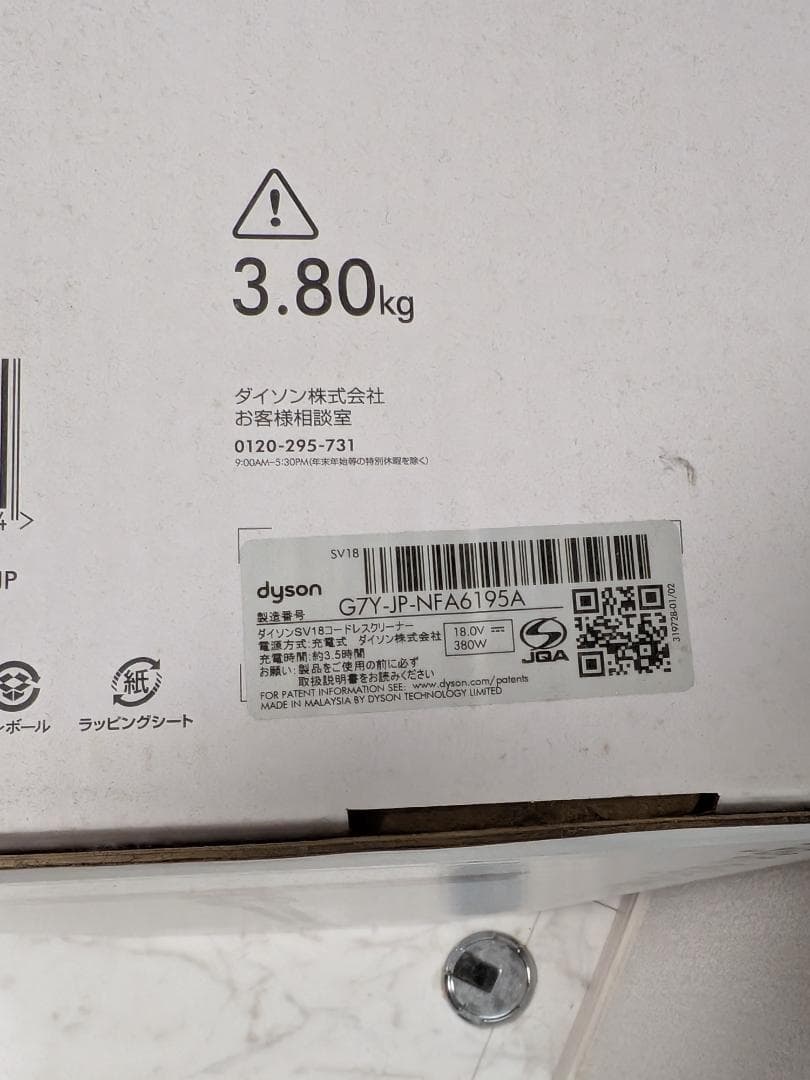 3.80kg
ダイソン株式会社
お客様相談室
0120-295-731
9:00AM–5:30PM(年末年始等の特別休暇を除く)
4 >
JP
SV18
dyson
製造番号 G7Y-JP-NFA6195A
ダイソンSV18コードレスクリーナー
電源方式:充電式 ダイソン株式会社
充電時間:約3.5時間
お願い:製品をご使用の前に必ず
取扱説明書をお読みください
18.0V ⎓
380W
JQA
319728-01/02
FOR PATENT INFORMATION SEE: www.dyson.com/patents
MADE IN MALAYSIA BY DYSON TECHNOLOGY LIMITED
紙
ボール
ラッピングシート